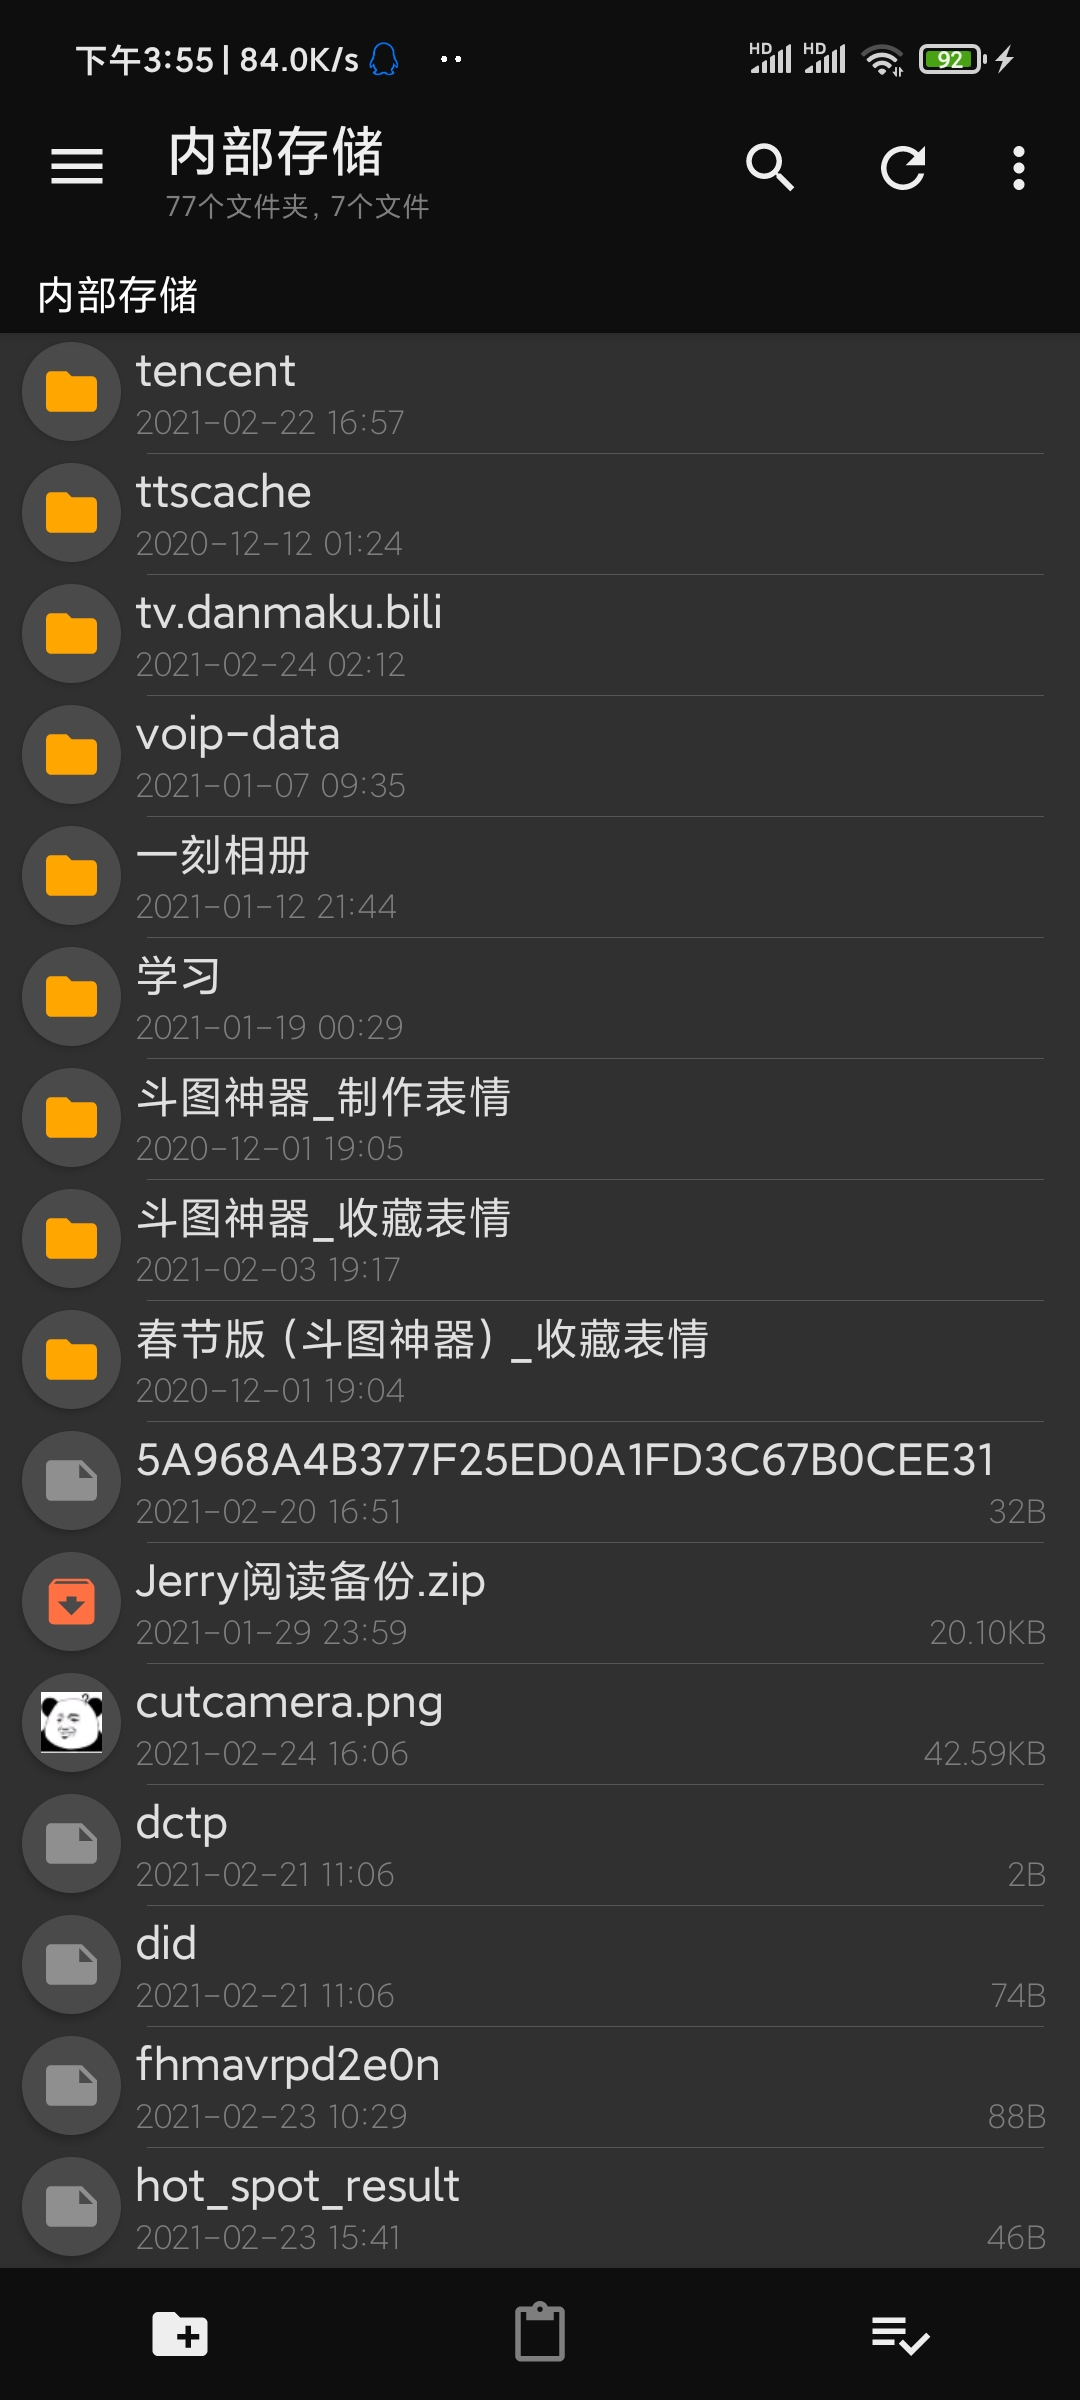 下午3:55 | 84.0K/s HD HD 92
内部存储
77个文件夹, 7个文件
内部存储
tencent
2021-02-22 16:57
ttscache
2020-12-12 01:24
tv.danmaku.bili
2021-02-24 02:12
voip-data
2021-01-07 09:35
一刻相册
2021-01-12 21:44
学习
2021-01-19 00:29
斗图神器_制作表情
2020-12-01 19:05
斗图神器_收藏表情
2021-02-03 19:17
春节版（斗图神器）_收藏表情
2020-12-01 19:04
5A968A4B377F25ED0A1FD3C67B0CEE31
2021-02-20 16:51 32B
Jerry阅读备份.zip
2021-01-29 23:59 20.10KB
cutcamera.png
2021-02-24 16:06 42.59KB
dctp
2021-02-21 11:06 2B
did
2021-02-21 11:06 74B
fhmavrpd2e0n
2021-02-23 10:29 88B
hot_spot_result
2021-02-23 15:41 46B